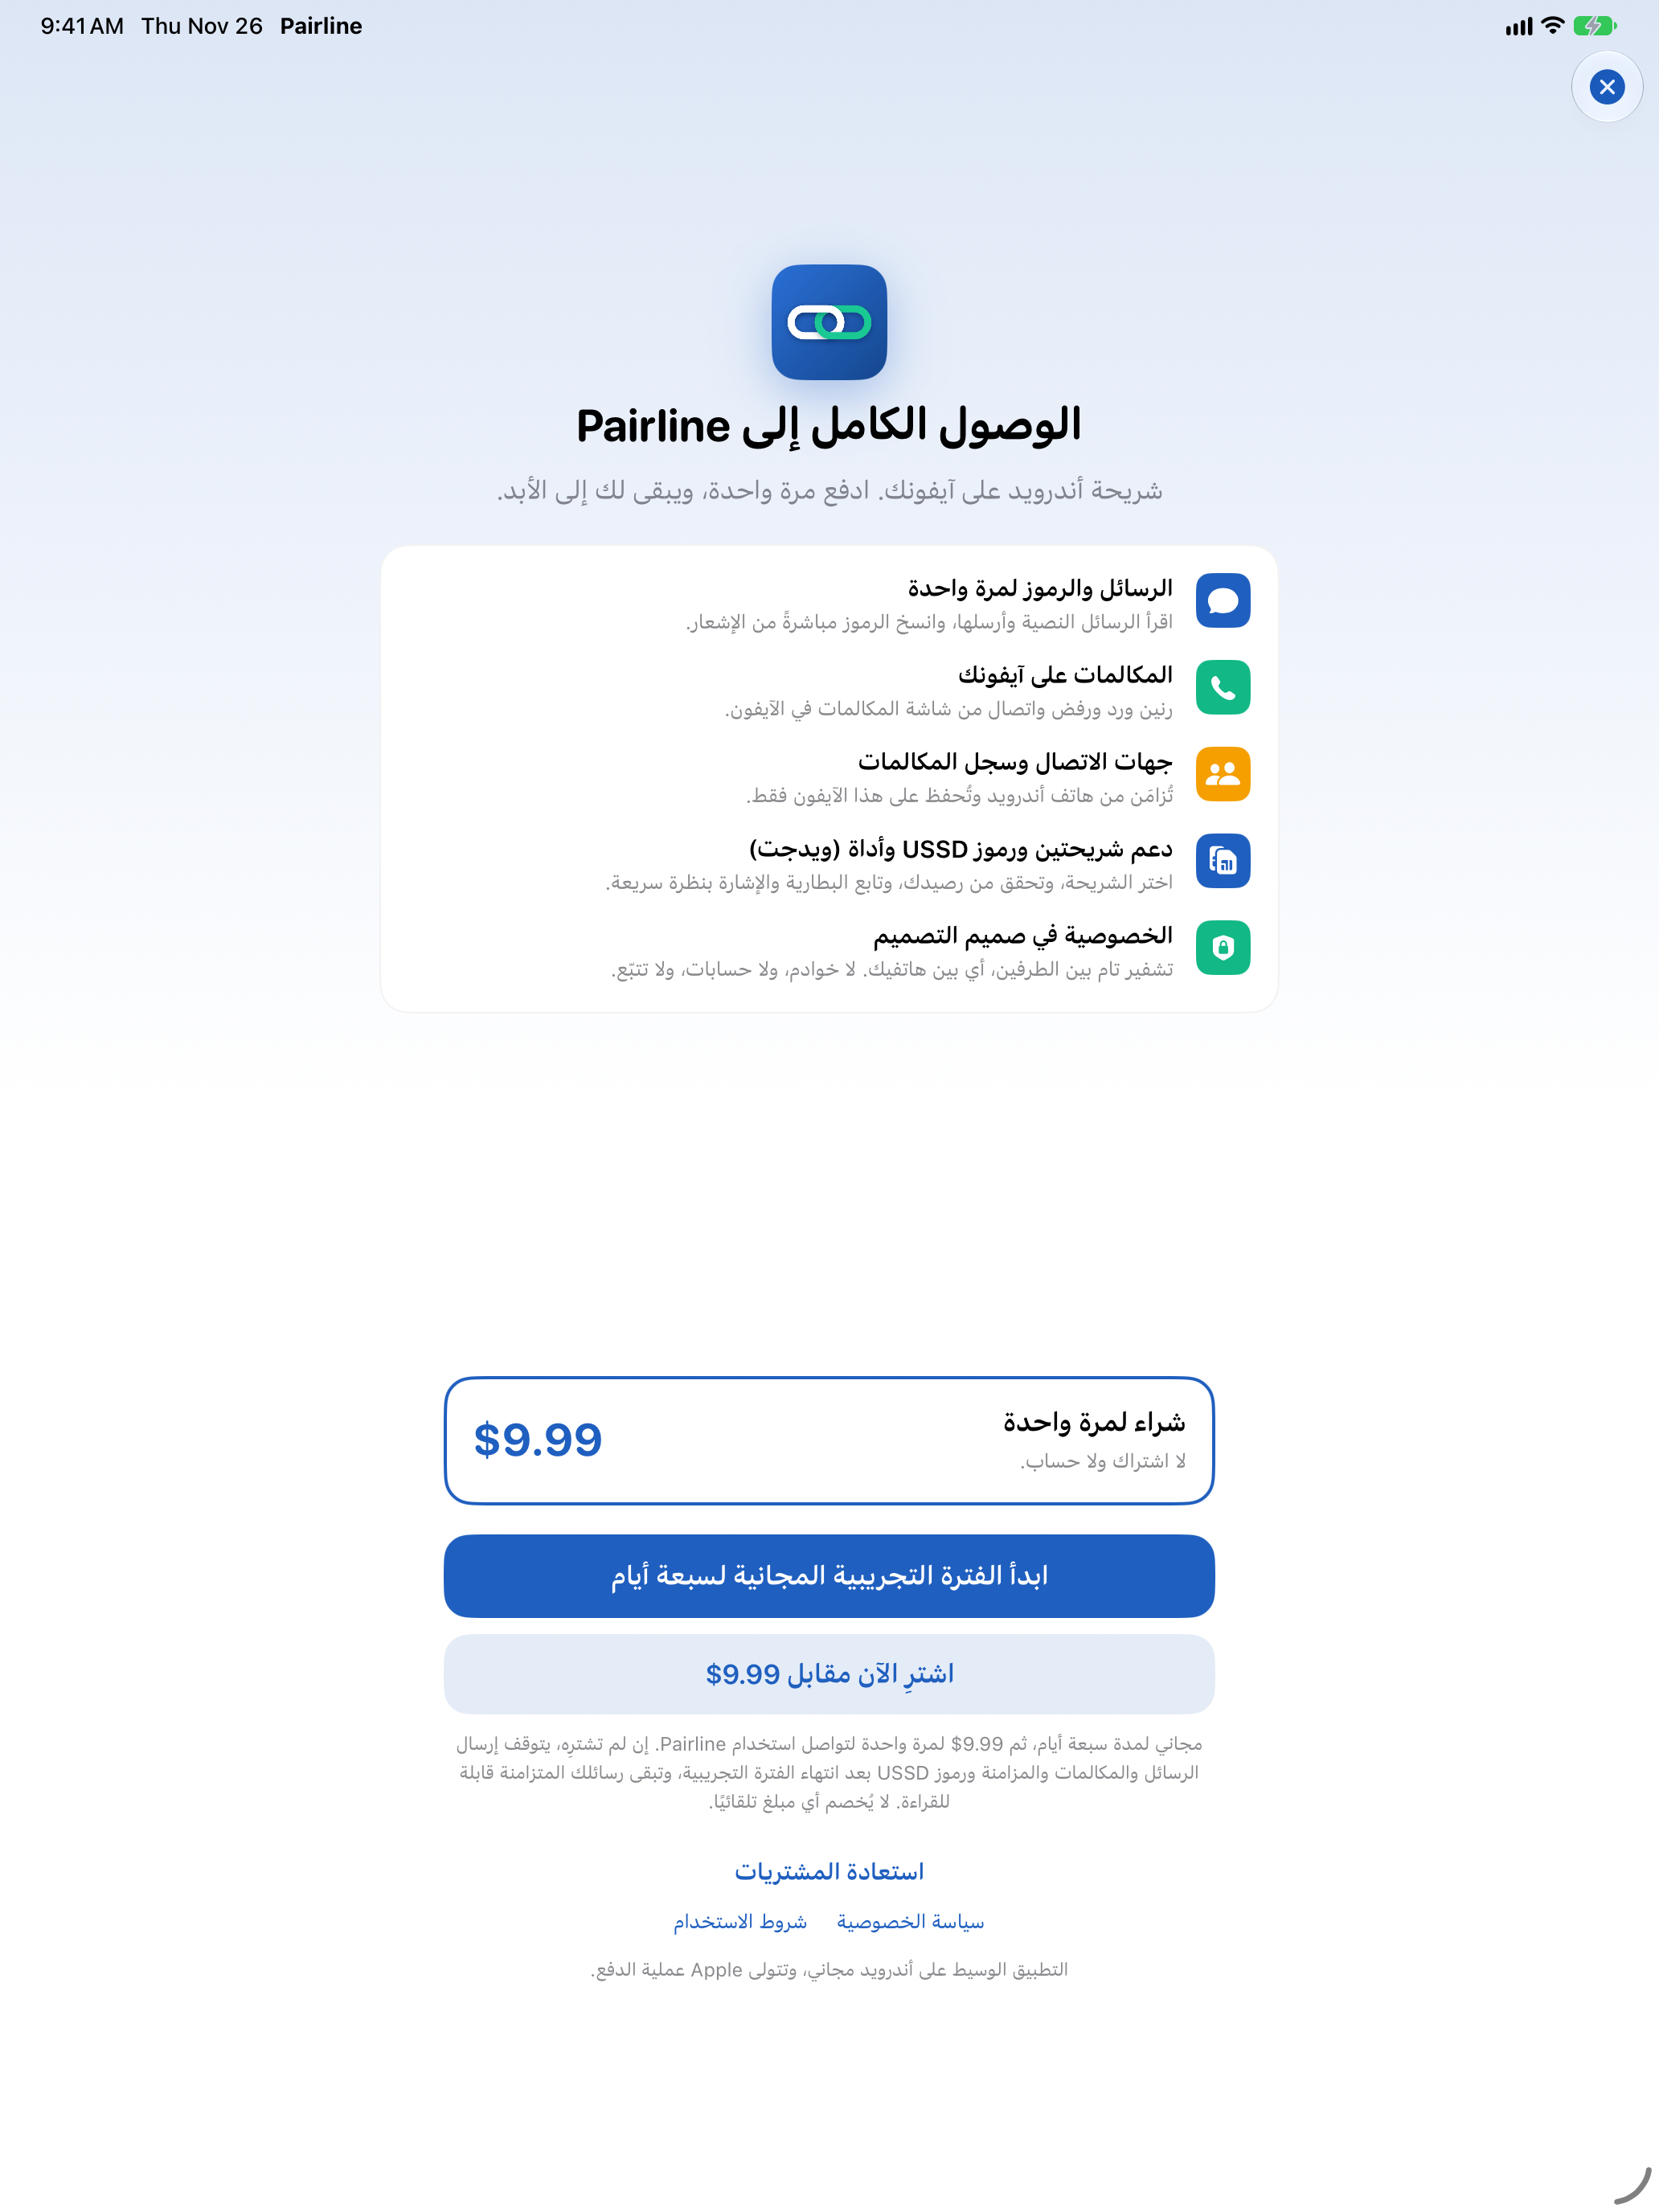 9:41 AM Thu Nov 26 Pairline
الوصول الكامل إلى Pairline
شريحة أندرويد على آيفونك. ادفع مرة واحدة، ويبقى لك إلى الأبد.
الرسائل والرموز لمرة واحدة
اقرأ الرسائل النصية وأرسلها، وانسخ الرموز مباشرةً من الإشعار.
المكالمات على آيفونك
رنين ورد ورفض واتصال من شاشة المكالمات في الآيفون.
جهات الاتصال وسجل المكالمات
تُزامَن من هاتف أندرويد وتُحفظ على هذا الآيفون فقط.
دعم شريحتين ورموز USSD وأداة (ويدجت)
اختر الشريحة، وتحقق من رصيدك، وتابع البطارية والإشارة بنظرة سريعة.
الخصوصية في صميم التصميم
تشفير تام بين الطرفين، أي بين هاتفيك. لا خوادم، ولا حسابات، ولا تتبّع.
شراء لمرة واحدة
لا اشتراك ولا حساب.
$9.99
ابدأ الفترة التجريبية المجانية لسبعة أيام
اشترِ الآن مقابل 9.99$
مجاني لمدة سبعة أيام، ثم 9.99$ لمرة واحدة لتواصل استخدام Pairline. إن لم تشترِه، يتوقف إرسال
الرسائل والمكالمات والمزامنة ورموز USSD بعد انتهاء الفترة التجريبية، وتبقى رسائلك المتزامنة قابلة
للقراءة. لا يُخصم أي مبلغ تلقائيًا.
استعادة المشتريات
سياسة الخصوصية شروط الاستخدام
التطبيق الوسيط على أندرويد مجاني، وتتولى Apple عملية الدفع.